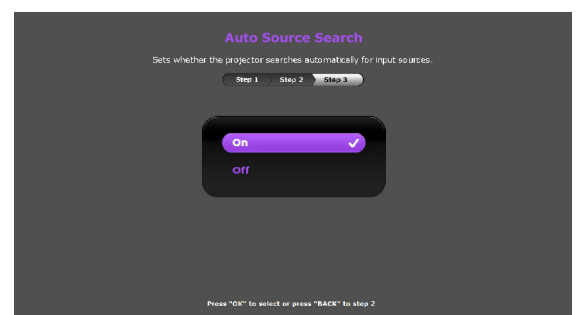 Auto Source Search
Sets whether the projector searches automatically for input sources.
Step 1 Step 2 Step 3
On
Off
Press "OK" to select or press "BACK" to step 2